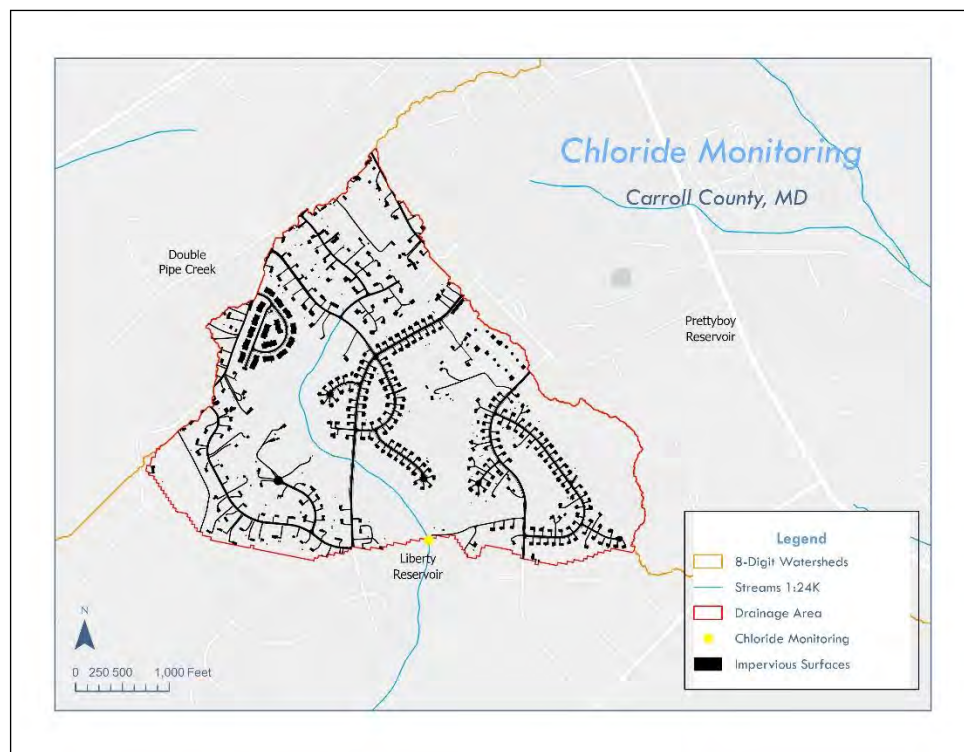 Chloride Monitoring
Carroll County, MD
Double
Pipe Creek
Prettyboy
Reservoir
Liberty
Reservoir
Legend
8-Digit Watersheds
Streams 1:24K
Drainage Area
Chloride Monitoring
Impervious Surfaces
N
0 250 500 1,000 Feet